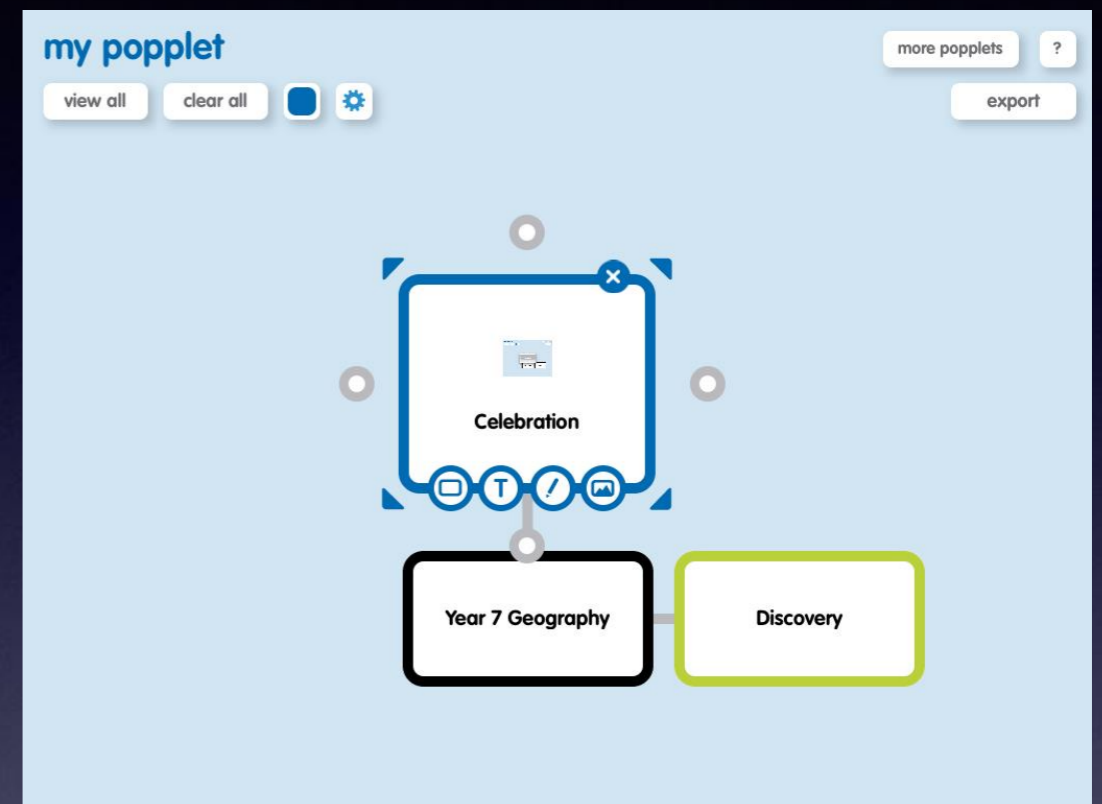 my popplet
more popplets
?
view all
clear all
export
Celebration
T
Year 7 Geography
Discovery